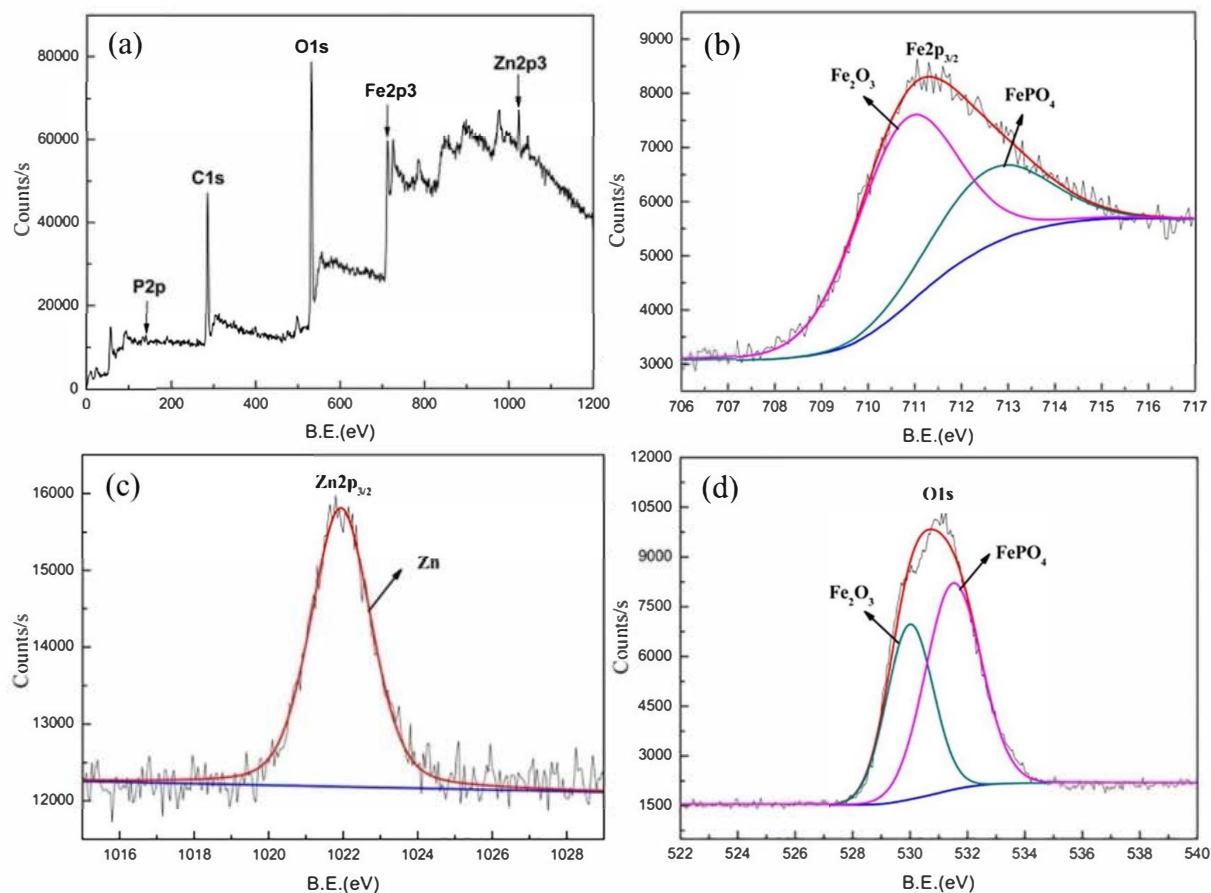 (a)
O1s
Zn2p3
Fe2p3
C1s
P2p
80000
60000
40000
20000
0
Counts/s
0 200 400 600 800 1000 1200
B.E.(eV)
(b)
Fe2p3/2
Fe2O3
FePO4
9000
8000
7000
6000
5000
4000
3000
Counts/s
706 707 708 709 710 711 712 713 714 715 716 717
B.E.(eV)
(c)
Zn2p3/2
Zn
16000
15000
14000
13000
12000
Counts/s
1016 1018 1020 1022 1024 1026 1028
B.E.(eV)
(d)
O1s
FePO4
Fe2O3
12000
10500
9000
7500
6000
4500
3000
1500
Counts/s
522 524 526 528 530 532 534 536 538 540
B.E.(eV)